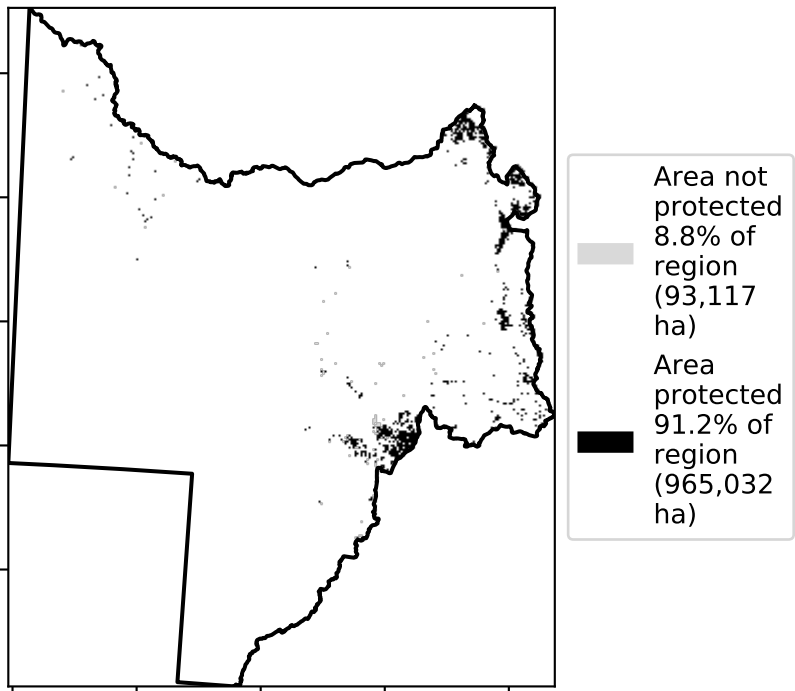 Area not
protected
8.8% of
region
(93,117
ha)
Area
protected
91.2% of
region
(965,032
ha)